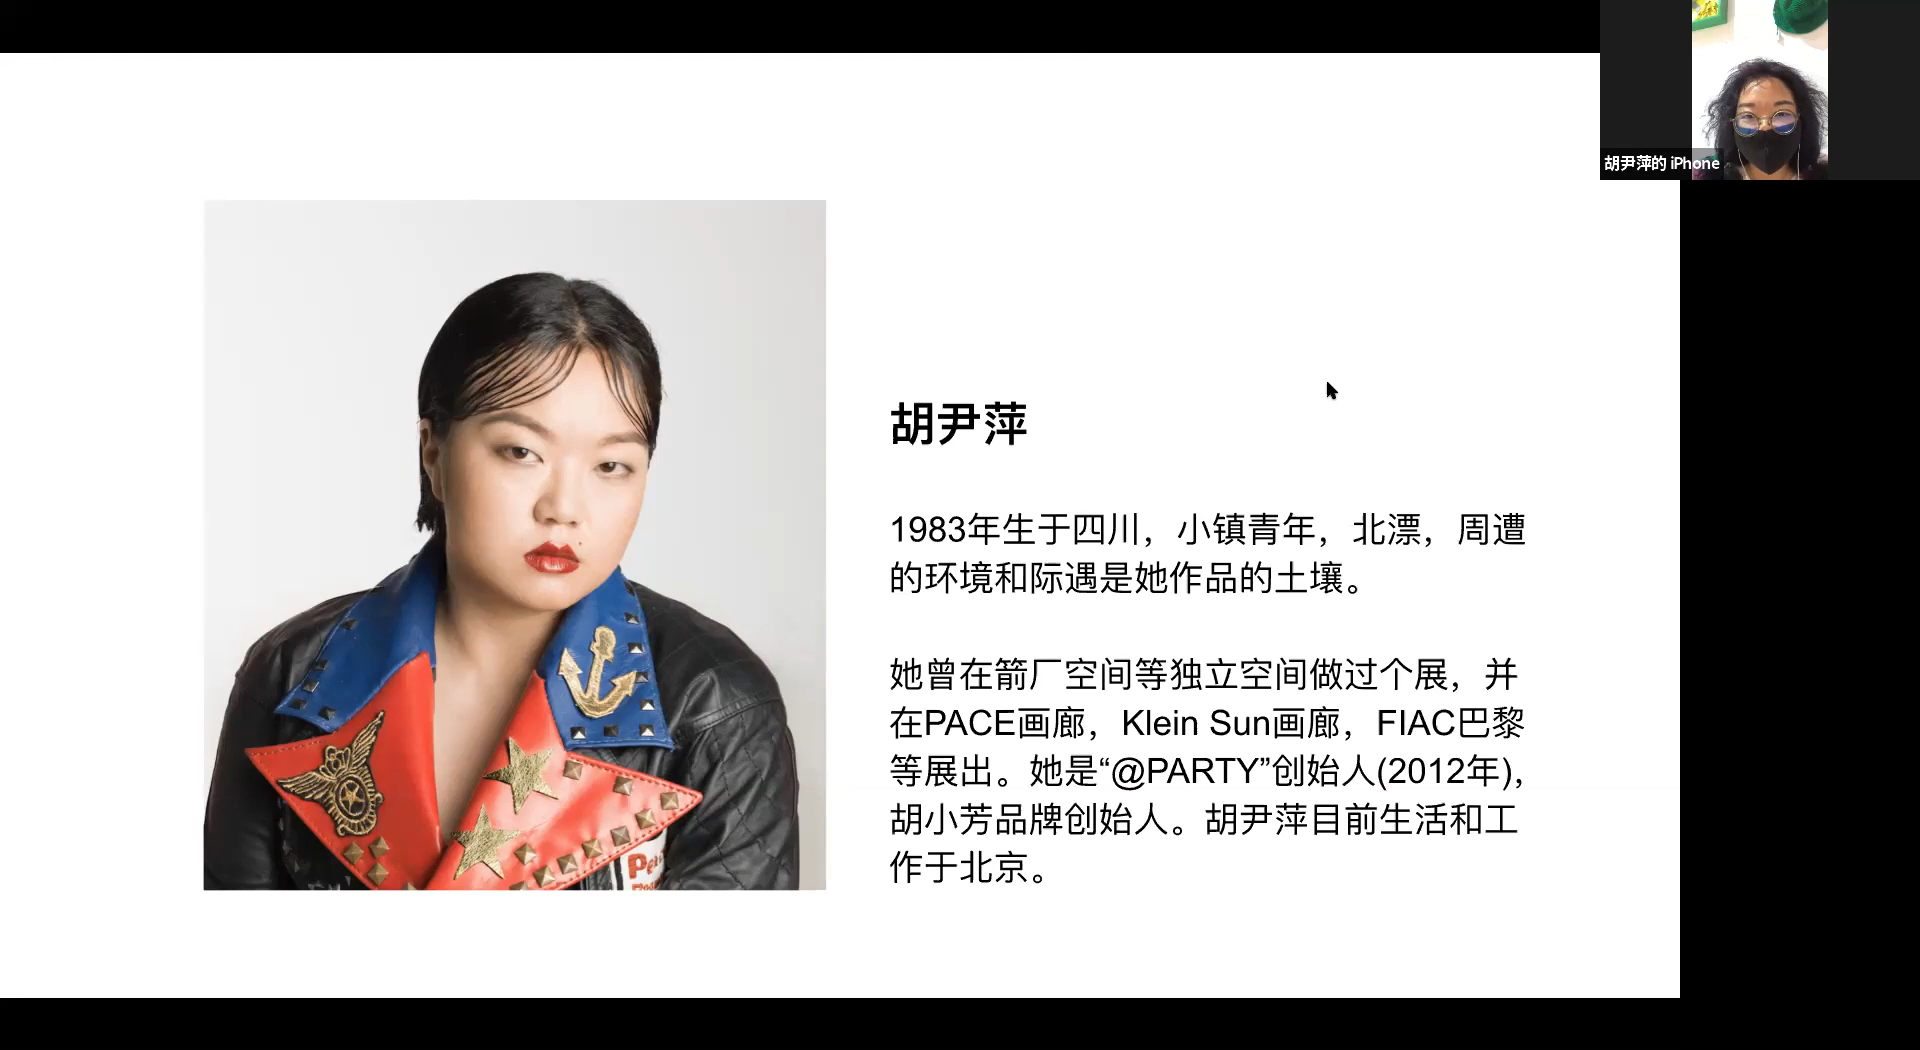 胡尹萍的 iPhone
胡尹萍
1983年生于四川，小镇青年，北漂，周遭
的环境和际遇是她作品的土壤。
她曾在箭厂空间等独立空间做过个展，并
在PACE画廊，Klein Sun画廊，FIAC巴黎
等展出。她是“@PARTY”创始人(2012年)，
胡小芳品牌创始人。胡尹萍目前生活和工
作于北京。